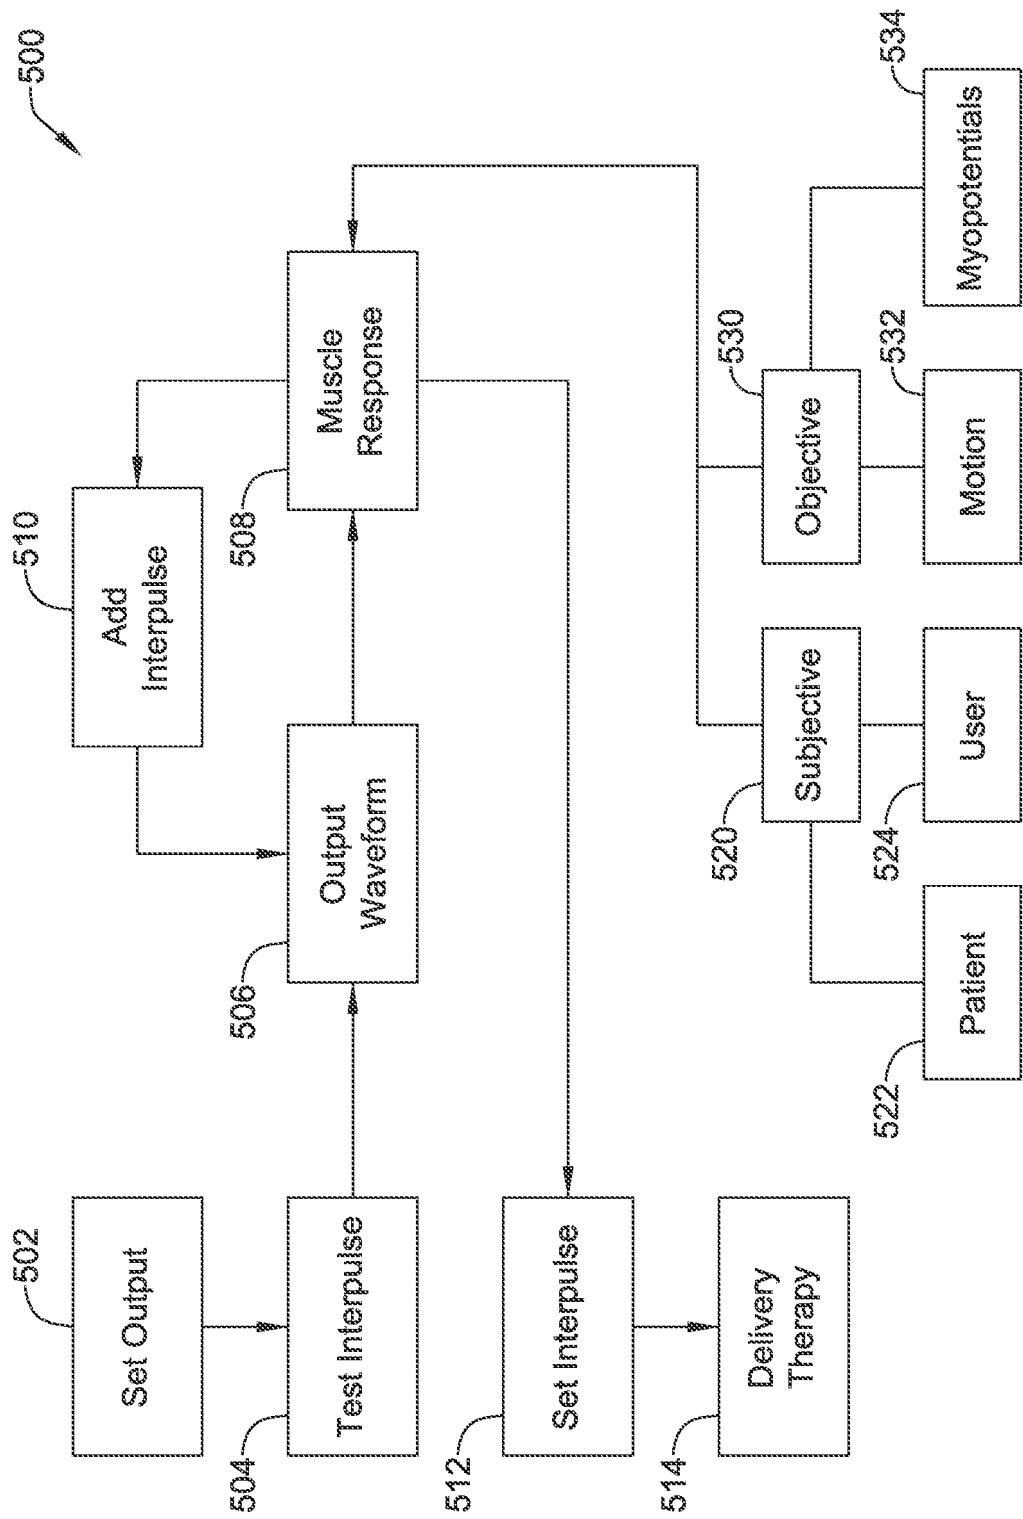 500
502
Set Output
504
Test Interpulse
506
Output
Waveform
508
Muscle
Response
510
Add
Interpulse
512
Set Interpulse
514
Delivery
Therapy
520
Subjective
522
Patient
524
User
530
Objective
532
Motion
534
Myopotentials